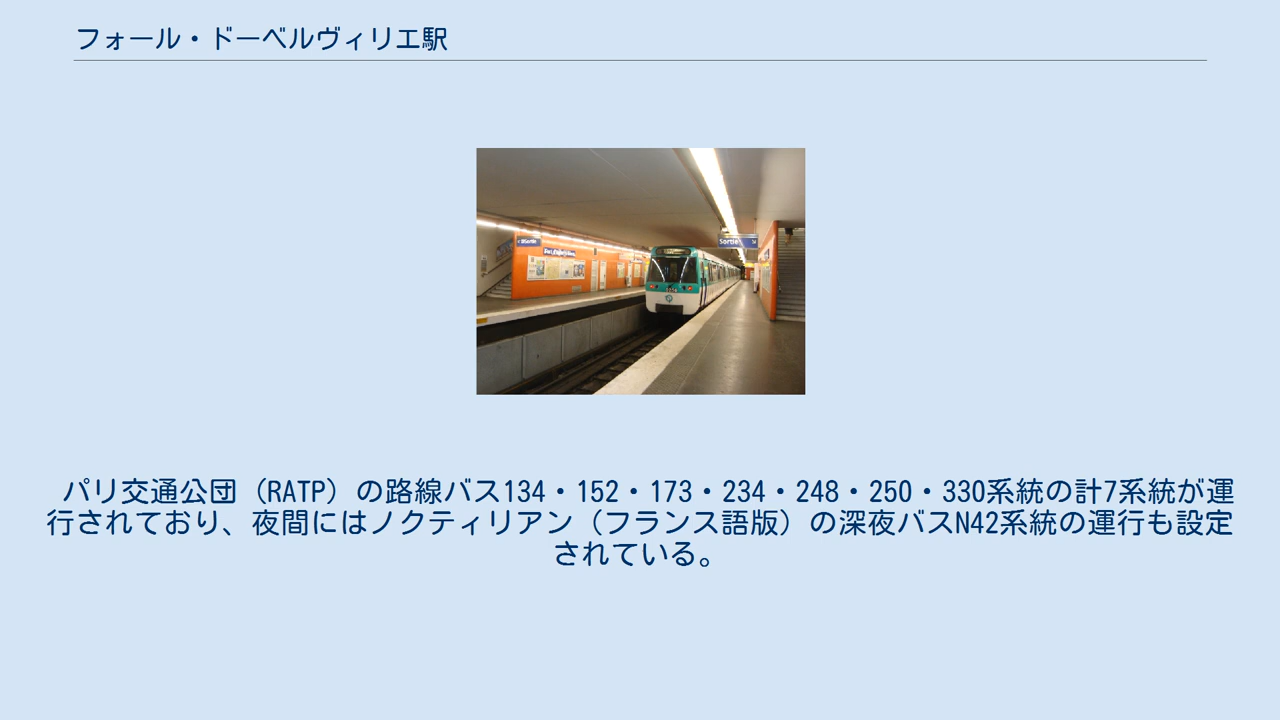 フォール・ドーベルヴィリエ駅
Sortie
Sortie
パリ交通公団（RATP）の路線バス134・152・173・234・248・250・330系統の計7系統が運
行されており、夜間にはノクティリアン（フランス語版）の深夜バスN42系統の運行も設定
されている。